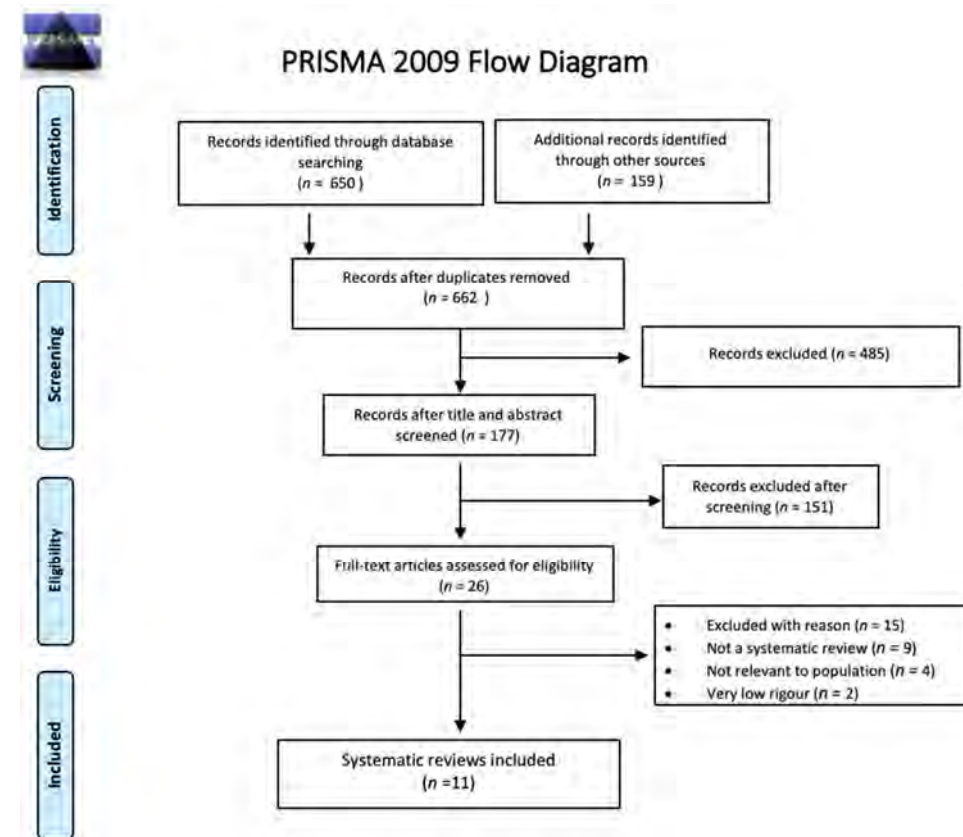 PRISMA 2009 Flow Diagram
Identification
Records identified through database
searching
(n = 650 )
Additional records identified
through other sources
(n = 159 )
Records after duplicates removed
(n = 662 )
Screening
Records excluded (n = 485)
Records after title and abstract
screened (n = 177)
Records excluded after
screening (n = 151)
Eligibility
Full-text articles assessed for eligibility
(n = 26)
• Excluded with reason (n = 15)
• Not a systematic review (n = 9)
• Not relevant to population (n = 4)
• Very low rigour (n = 2)
Included
Systematic reviews included
(n =11)